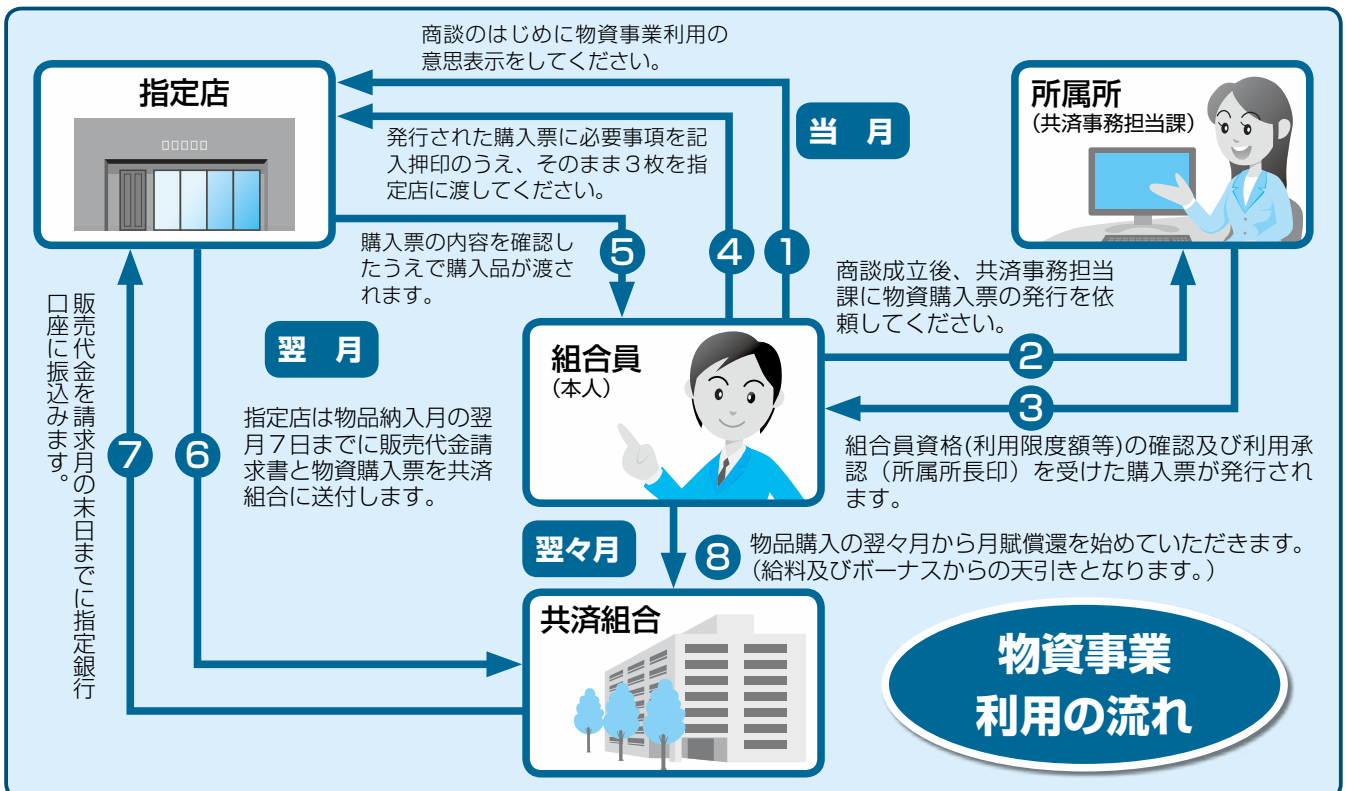 商談のはじめに物資事業利用の
意思表示をしてください。
指定店
所属所
(共済事務担当課)
当 月
発行された購入票に必要事項を記
入押印のうえ、そのまま３枚を指
定店に渡してください。
購入票の内容を確認し
たうえで購入品が渡さ
れます。
5
4
1
商談成立後、共済事務担当
課に物資購入票の発行を依
頼してください。
2
3
組合員資格(利用限度額等)の確認及び利用承
認（所属所長印）を受けた購入票が発行され
ます。
組合員
(本人)
翌 月
販売代金を請求月の末日までに指定銀行
口座に振込みます。
7
6
指定店は物品納入月の翌
月７日までに販売代金請
求書と物資購入票を共済
組合に送付します。
翌々月
8
物品購入の翌々月から月賦償還を始めていただきます。
（給料及びボーナスからの天引きとなります。）
共済組合
物資事業
利用の流れ